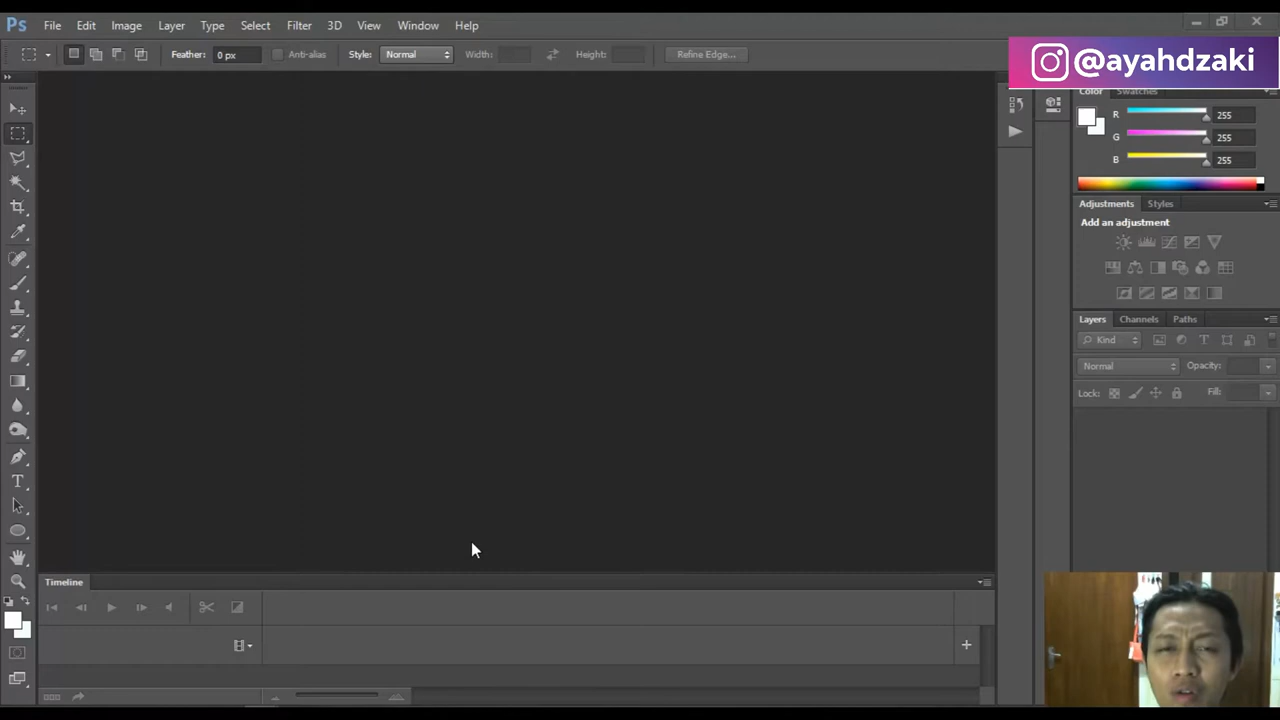 Ps File Edit Image Layer Type Select Filter 3D View Window Help
Feather: 0 px Anti-alias Style: Normal Width: Height: Refine Edge...
@ayahdzaki
Color Swatches
R 255
G 255
B 255
Adjustments Styles
Add an adjustment
Layers Channels Paths
Kind
Normal Opacity:
Lock: Fill:
Timeline